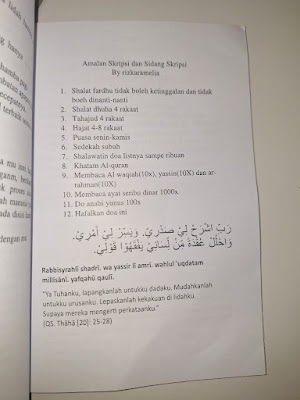 Amalan Skripsi dan Sidang Skripsi
By rizkaramelia
1. Shalat fardhu tidak boleh ketinggalan dan tidak
boeh dinanti-nanti
2. Shalat dhuha 4 rakaat
3. Tahajud 4 rakaat
4. Hajat 4-8 rakaat
5. Puasa senin-kamis
6. Sedekah subuh
7. Shalawatin doa listnya sampe ribuan
8. Khatam Al-quran
9. Membaca Al waqiah(10x), yassin(10X) dan ar-
rahman(10X)
10. Membaca ayat seribu dinar 1000x
11. Do anabi yunus 100x
12. Hafalkan doa ini
رَبِّ اشْرَحْ لِيْ صَدْرِيْ. وَيَسِّرْ لِيْ أَمْرِيْ.
وَاحْلُلْ عُقْدَةً مِّنْ لِّسَانِيْ يَفْقَهُوْا قَوْلِيْ.
Rabbisyrahlī shadrī. wa yassir lī amrī. wahlul 'uqdatam
millisānī. yafqahū qaulī.
"Ya Tuhanku, lapangkanlah untukku dadaku. Mudahkanlah
untukku urusanku. Lepaskanlah kekakuan di lidahku.
Supaya mereka mengerti perkataanku."
(QS. Thāhā [20]: 25-28)